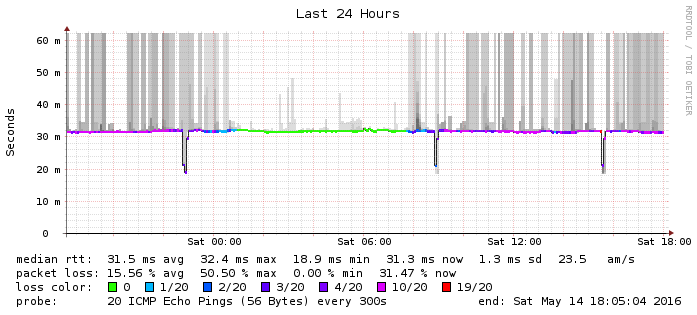 Last 24 Hours
RRDTOOL / TOBI OETIKER
Seconds
60 m
50 m
40 m
30 m
20 m
10 m
0
Sat 00:00 Sat 06:00 Sat 12:00 Sat 18:00
median rtt: 31.5 ms avg 32.4 ms max 18.9 ms min 31.3 ms now 1.3 ms sd 23.5 am/s
packet loss: 15.56 % avg 50.50 % max 0.00 % min 31.47 % now
loss color: 0 1/20 2/20 3/20 4/20 10/20 19/20
probe: 20 ICMP Echo Pings (56 Bytes) every 300s end: Sat May 14 18:05:04 2016